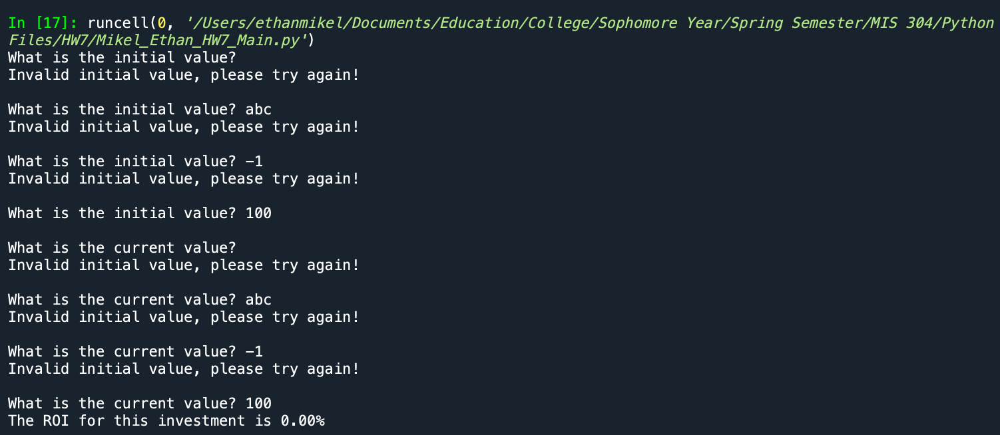 In [17]: runcell(0, '/Users/ethanmikel/Documents/Education/College/Sophomore Year/Spring Semester/MIS 304/Python
Files/HW7/Mikel_Ethan_HW7_Main.py')
What is the initial value?
Invalid initial value, please try again!
What is the initial value? abc
Invalid initial value, please try again!
What is the initial value? -1
Invalid initial value, please try again!
What is the initial value? 100
What is the current value?
Invalid initial value, please try again!
What is the current value? abc
Invalid initial value, please try again!
What is the current value? -1
Invalid initial value, please try again!
What is the current value? 100
The ROI for this investment is 0.00%